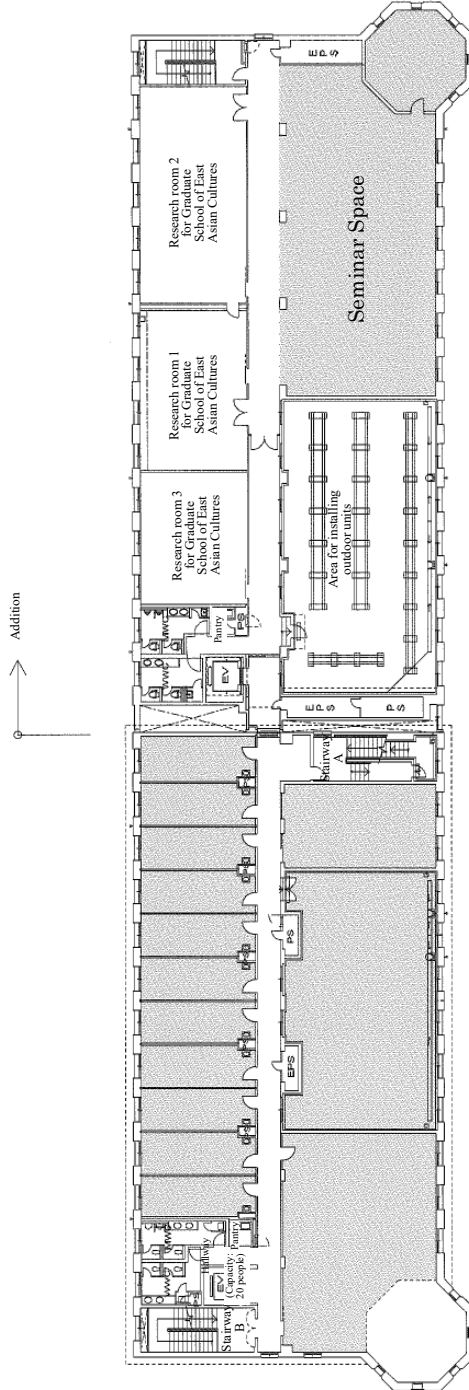 Addition
EPS
Research room 2
for Graduate
School of East
Asian Cultures
Seminar Space
Research room 1
for Graduate
School of East
Asian Cultures
Research room 3
for Graduate
School of East
Asian Cultures
Area for installing
outdoor units
Pantry
PS
EV
EPS
PS
Stairway
A
PS
EPS
Hallway
Pantry
EV
(Capacity:
20 people)
Stairway
B